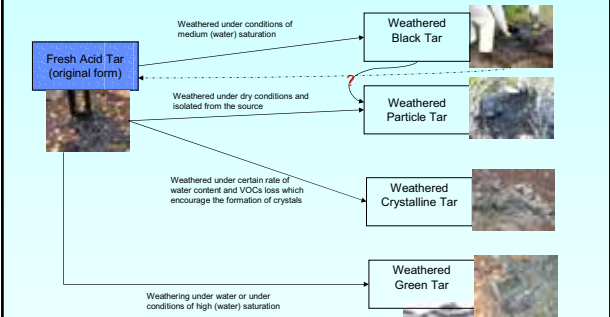 Weathered under conditions of
medium (water) saturation
Weathered
Black Tar
Fresh Acid Tar
(original form)
?
Weathered under dry conditions and
isolated from the source
Weathered
Particle Tar
Weathered under certain rate of
water content and VOCs loss which
encourage the formation of crystals
Weathered
Crystalline Tar
Weathered
Green Tar
Weathering under water or under
conditions of high (water) saturation